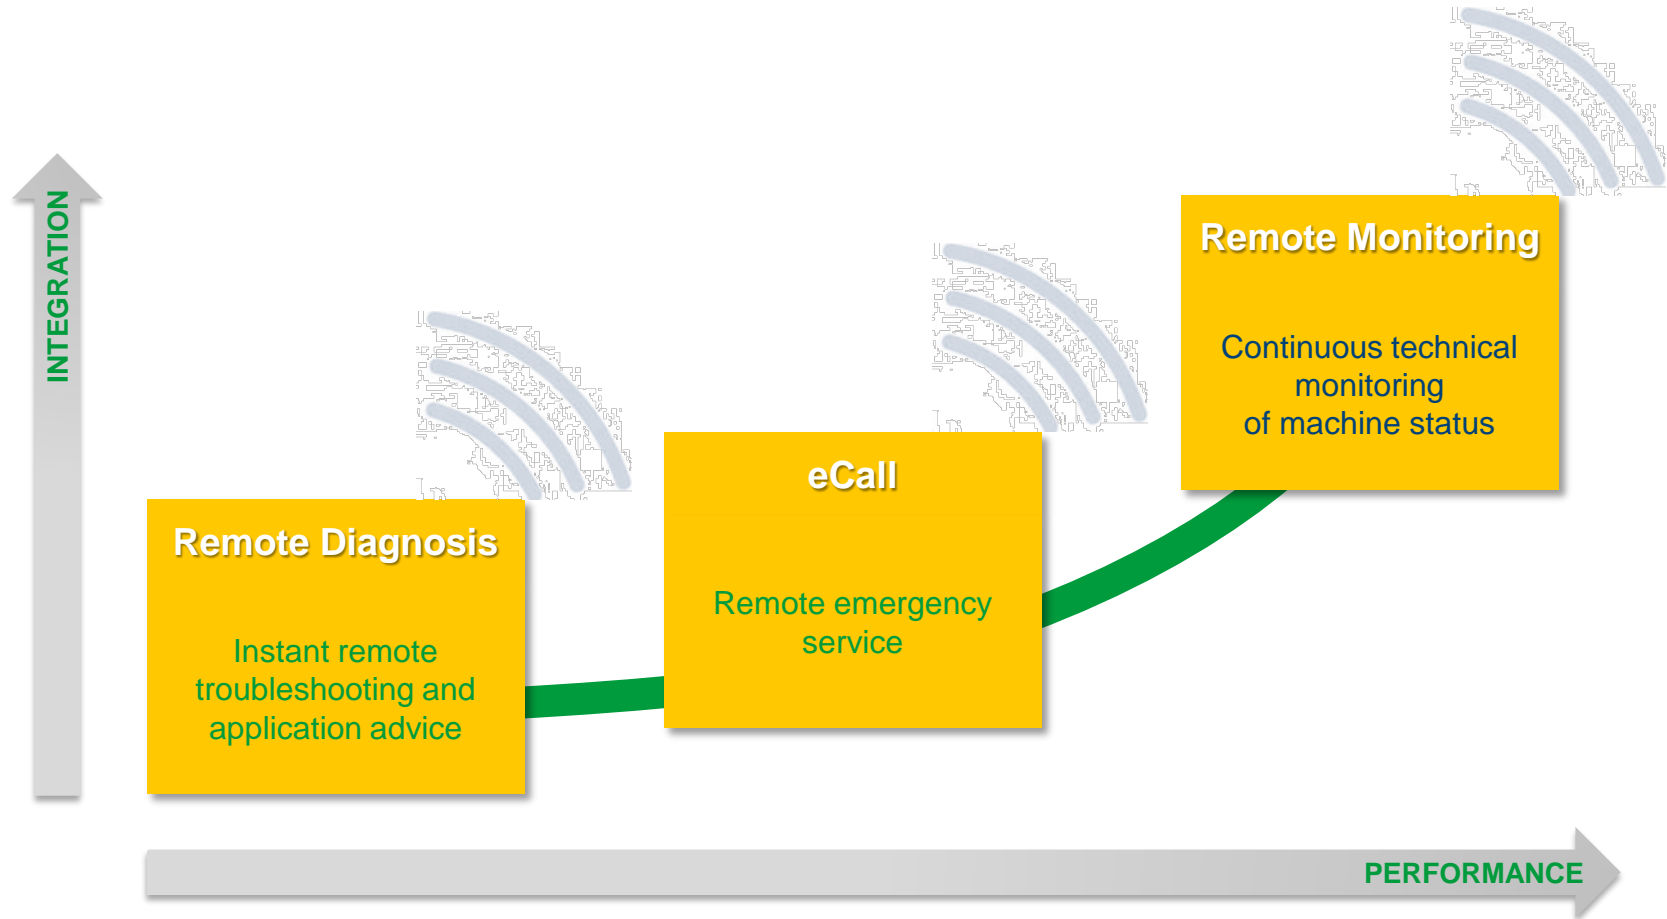 INTEGRATION
Remote Diagnosis
Instant remote
troubleshooting and
application advice
eCall
Remote emergency
service
Remote Monitoring
Continuous technical
monitoring
of machine status
PERFORMANCE